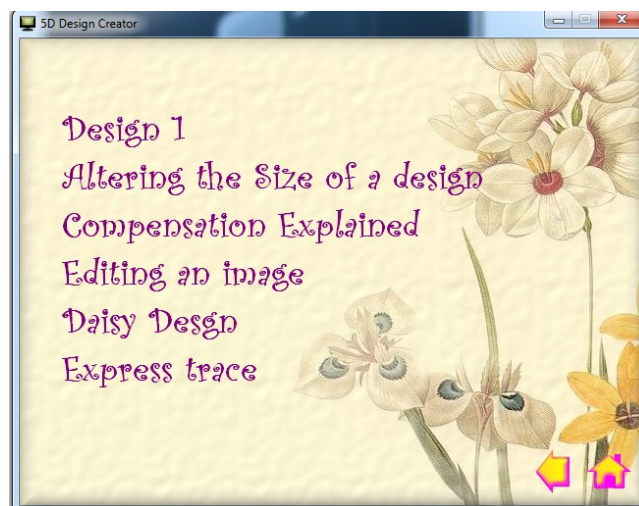 5D Design Creator
Design 1
Altering the Size of a design
Compensation Explained
Editing an image
Daisy Desgn
Express trace